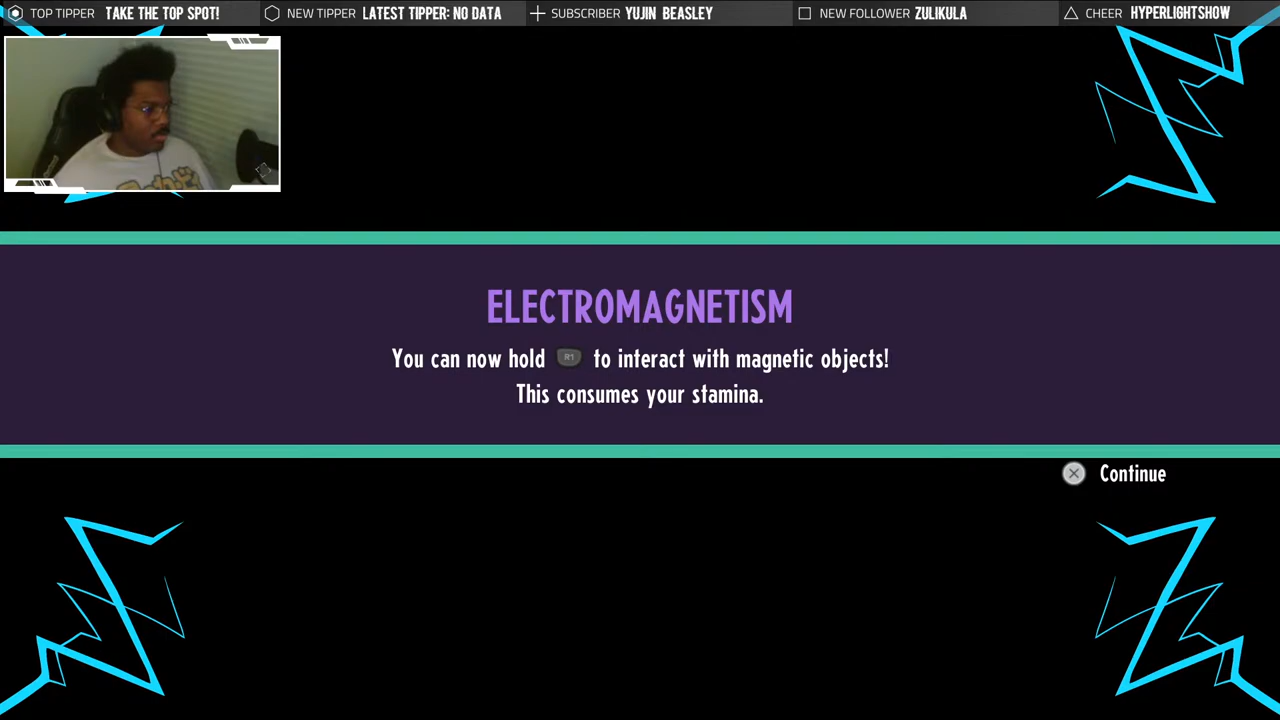 TOP TIPPER TAKE THE TOP SPOT! NEW TIPPER LATEST TIPPER: NO DATA SUBSCRIBER YUJIN BEASLEY NEW FOLLOWER ZULIKULA CHEER HYPERLIGHTSHOW
ELECTROMAGNETISM
You can now hold R1 to interact with magnetic objects!
This consumes your stamina.
Continue